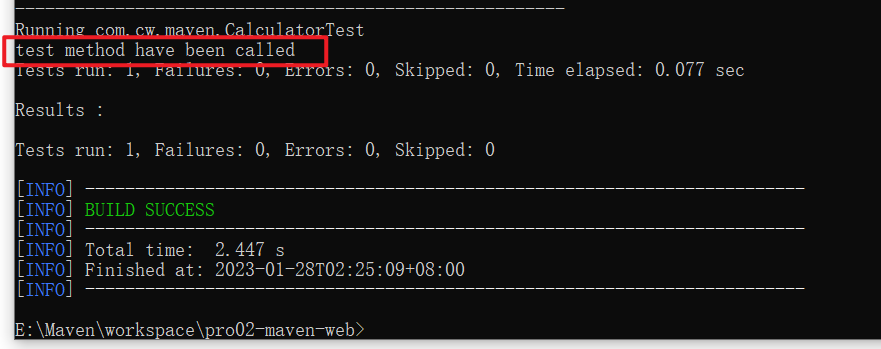 -------------------------------------------------------
Running com.cw.maven.CalculatorTest
test method have been called
Tests run: 1, Failures: 0, Errors: 0, Skipped: 0, Time elapsed: 0.077 sec
Results :
Tests run: 1, Failures: 0, Errors: 0, Skipped: 0
[INFO] ------------------------------------------------------------------------
[INFO] BUILD SUCCESS
[INFO] ------------------------------------------------------------------------
[INFO] Total time:  2.447 s
[INFO] Finished at: 2023-01-28T02:25:09+08:00
[INFO] ------------------------------------------------------------------------
E:\Maven\workspace\pro02-maven-web>